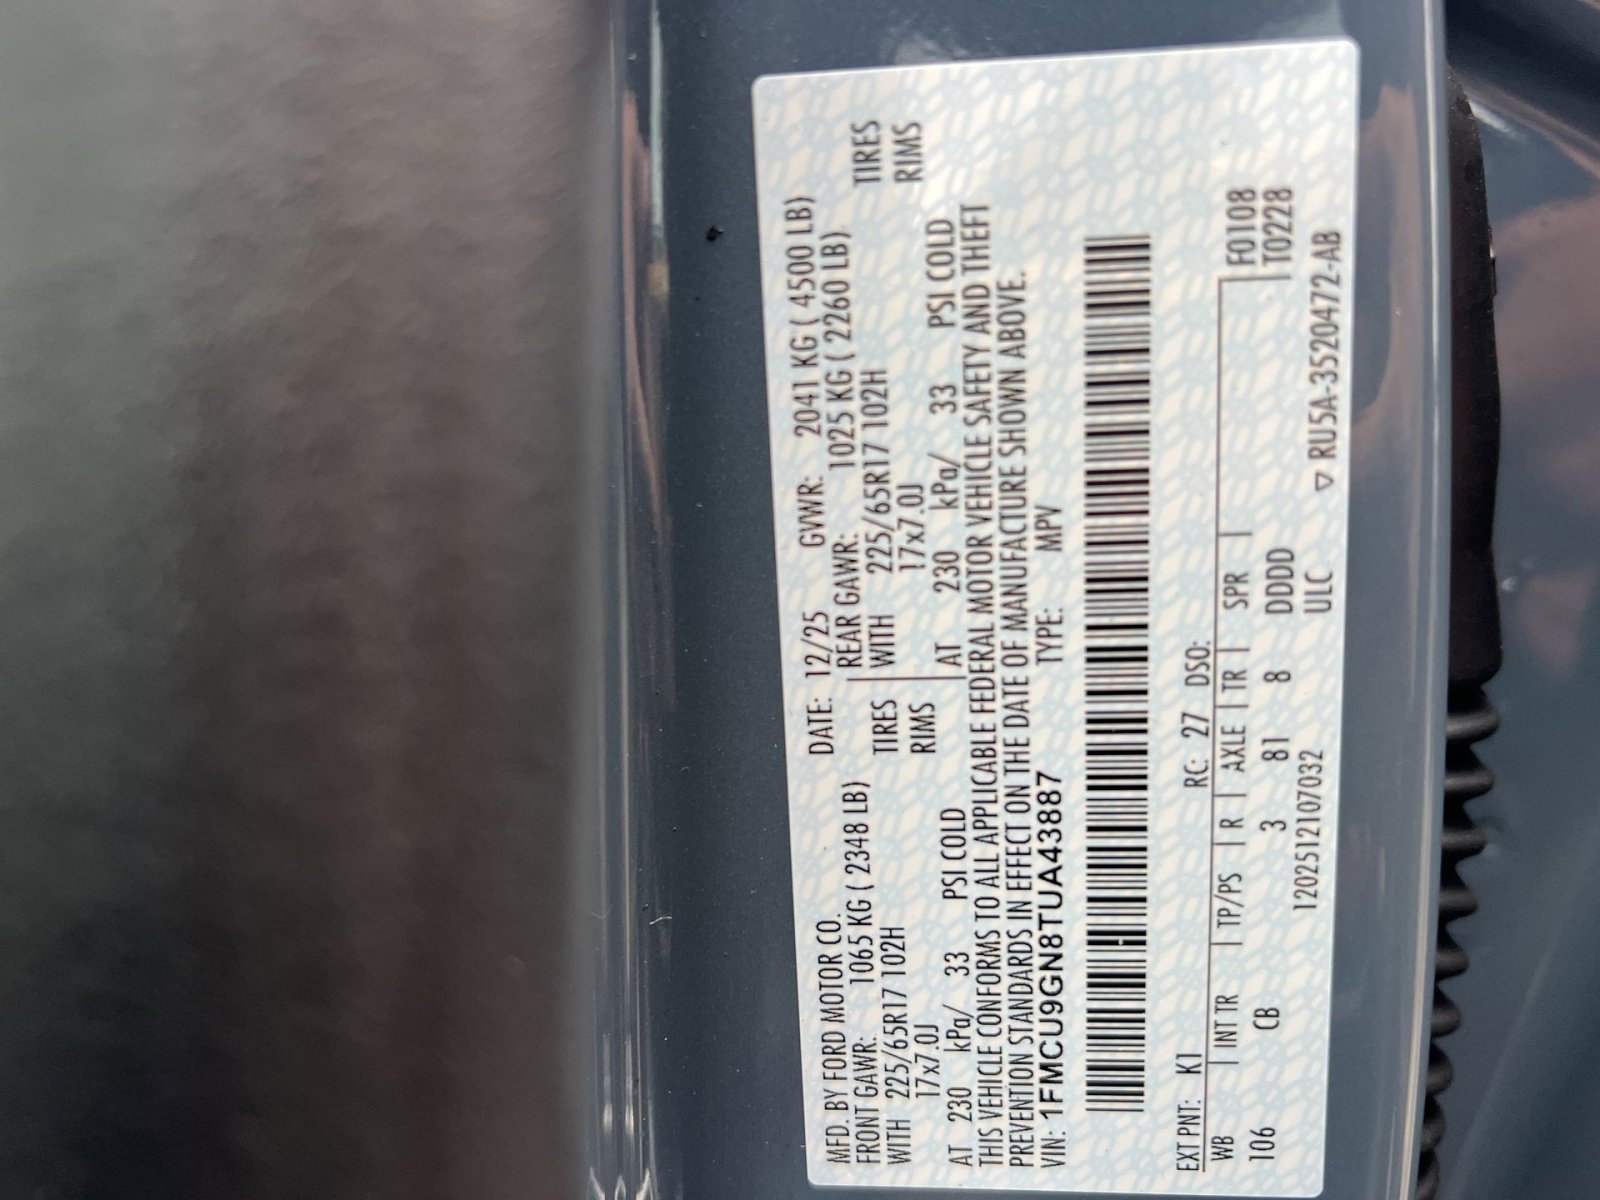 MFD. BY FORD MOTOR CO. DATE: 12/25 GVWR: 2041 KG ( 4500 LB)
FRONT GAWR: 1065 KG ( 2348 LB) REAR GAWR: 1025 KG ( 2260 LB)
WITH 225/65R17 102H TIRES WITH 225/65R17 102H TIRES
17x7.0J RIMS 17x7.0J RIMS
AT 230 kPa/ 33 PSI COLD AT 230 kPa/ 33 PSI COLD
THIS VEHICLE CONFORMS TO ALL APPLICABLE FEDERAL MOTOR VEHICLE SAFETY AND THEFT
PREVENTION STANDARDS IN EFFECT ON THE DATE OF MANUFACTURE SHOWN ABOVE.
VIN: 1FMCU9GN8TUA43887 TYPE: MPV
EXT PNT: K1 RC: 27 DSO:
WB INT TR TP/PS R AXLE TR SPR F0108
106 CB 3 81 8 DDDD T0228
1202512107032 ULC ▽ RU5A-3520472-AB